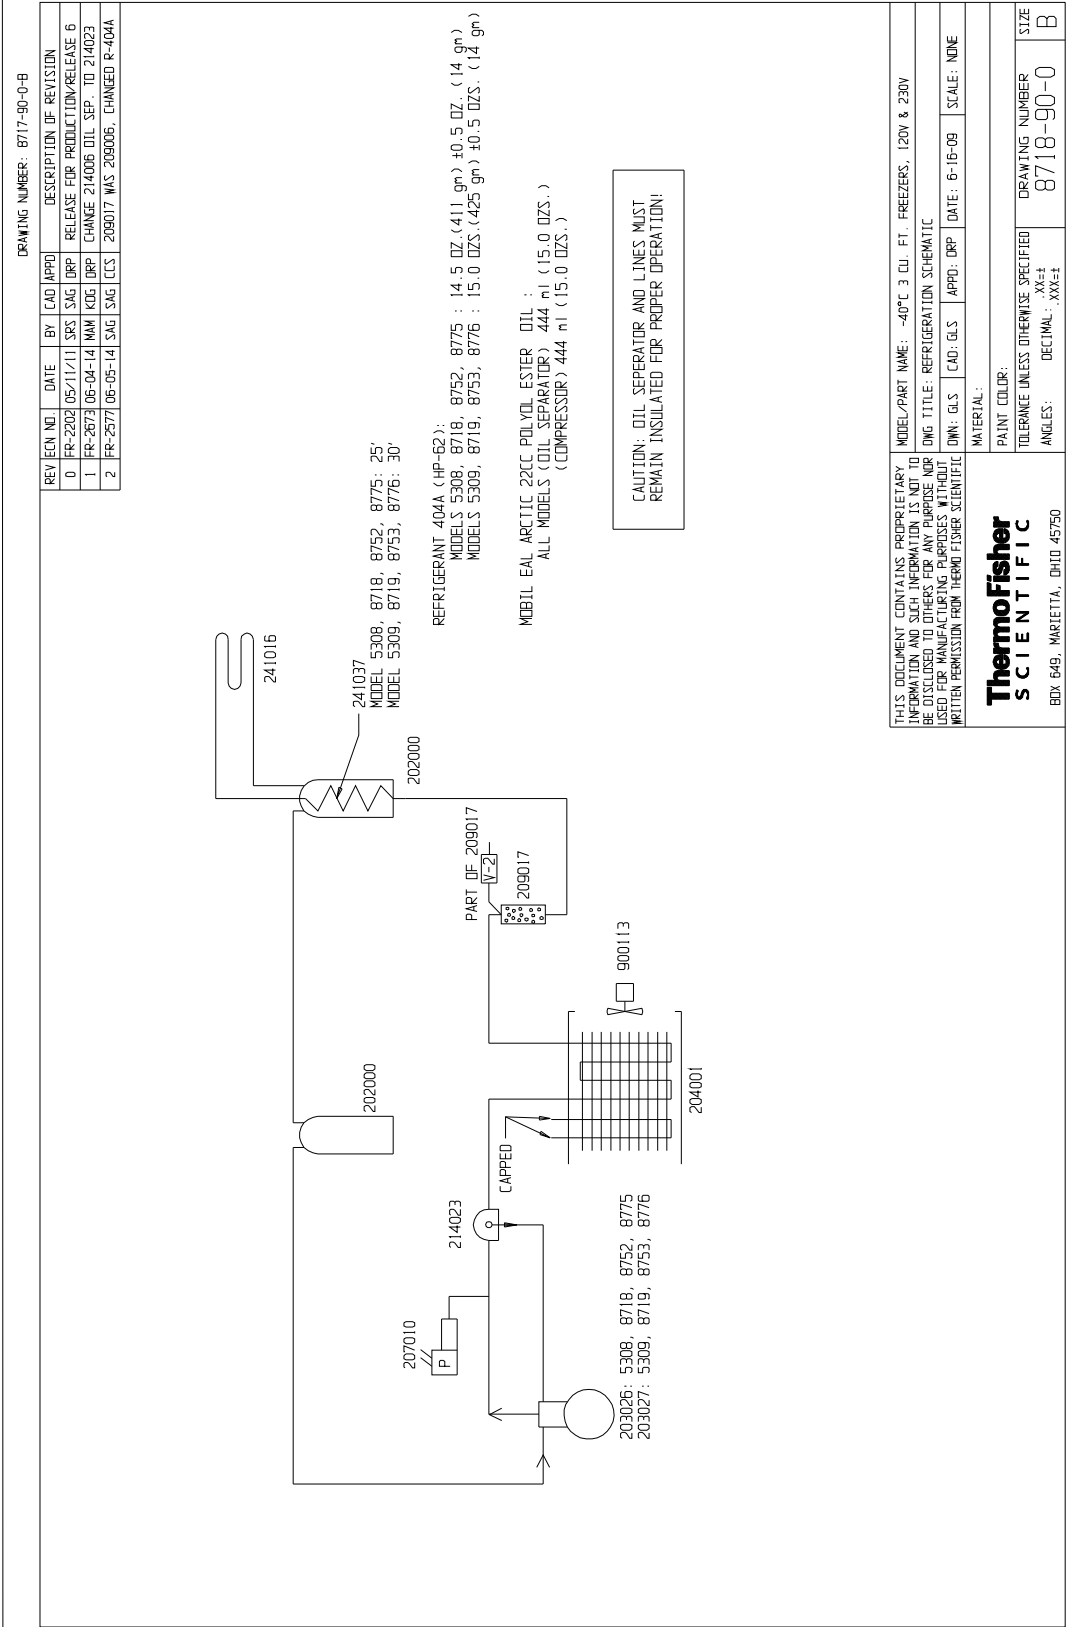 DRAWING NUMBER: 8717-90-0-B
REV ECN NO. DATE BY CAD APPD DESCRIPTION OF REVISION
0 FR-2202 05/11/11 SRS SAG DRP RELEASE FOR PRODUCTION/RELEASE 6
1 FR-2673 06-04-14 MAM KDG DRP CHANGE 214006 OIL SEP. TO 214023
2 FR-2577 06-05-14 SAG SAG CCS 209017 WAS 209006, CHANGED R-404A
241016
241037
MODEL 5308, 8718, 8752, 8775: 25'
MODEL 5309, 8719, 8753, 8776: 30'
202000
202000
REFRIGERANT 404A (HP-62):
MODELS 5308, 8718, 8752, 8775 : 14.5 OZ.(411 gm) ±0.5 OZ. (14 gm)
MODELS 5309, 8719, 8753, 8776 : 15.0 OZS.(425 gm) ±0.5 OZS. (14 gm)
MOBIL EAL ARCTIC 22CC POLYOL ESTER OIL :
ALL MODELS (OIL SEPARATOR) 444 ml (15.0 OZS.)
(COMPRESSOR) 444 ml (15.0 OZS.)
PART OF 209017
V-2
209017
214023
CAPPED
207010
P
900113
204001
203026: 5308, 8718, 8752, 8775
203027: 5309, 8719, 8753, 8776
CAUTION: OIL SEPERATOR AND LINES MUST
REMAIN INSULATED FOR PROPER OPERATION!
THIS DOCUMENT CONTAINS PROPRIETARY
INFORMATION AND SUCH INFORMATION IS NOT TO
BE DISCLOSED TO OTHERS FOR ANY PURPOSE NOR
USED FOR MANUFACTURING PURPOSES WITHOUT
WRITTEN PERMISSION FROM THERMO FISHER SCIENTIFIC
ThermoFisher
SCIENTIFIC
BOX 649, MARIETTA, OHIO 45750
MODEL/PART NAME: -40°C 3 CU. FT. FREEZERS, 120V & 230V
DWG TITLE: REFRIGERATION SCHEMATIC
DWN: GLS CAD: GLS APPD: DRP DATE: 6-16-09 SCALE: NONE
MATERIAL:
PAINT COLOR:
TOLERANCE UNLESS OTHERWISE SPECIFIED
ANGLES: DECIMAL: .XX=±
.XXX=±
DRAWING NUMBER
8718-90-0
SIZE
B